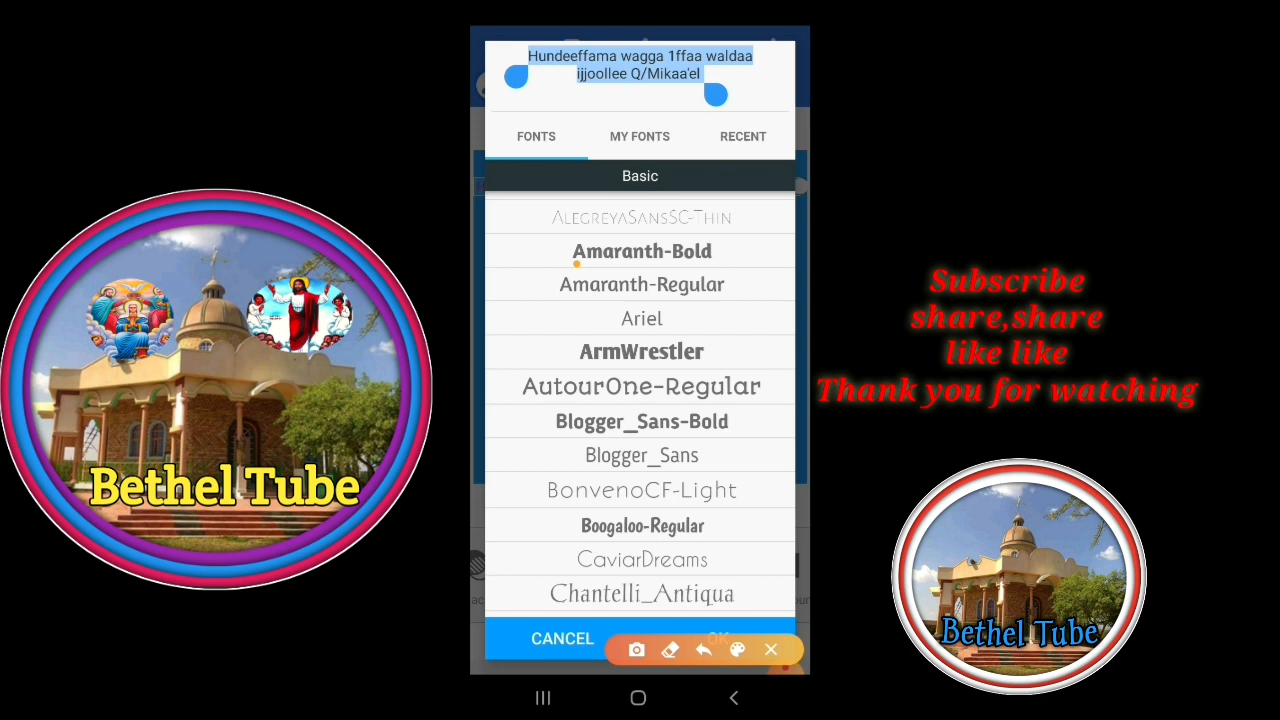 Hundeeffama wagga 1ffaa waldaa
ijjoollee Q/Mikaa'el
FONTS
MY FONTS
RECENT
Basic
AlegreyaSansSC-Thin
Amaranth-Bold
Amaranth-Regular
Ariel
ArmWrestler
AutourOne-Regular
Blogger_Sans-Bold
Blogger_Sans
BonvenoCF-Light
Boogaloo-Regular
CaviarDreams
Chantelli_Antiqua
CANCEL
OK
Bethel Tube
Subscribe
share,share
like like
Thank you for watching
Bethel Tube